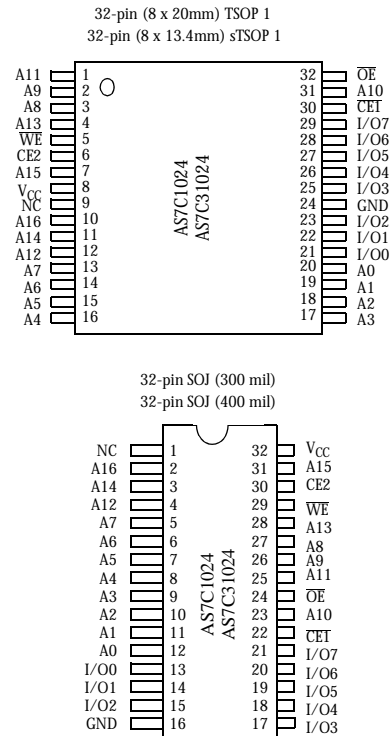 32-pin (8 x 20mm) TSOP 1
32-pin (8 x 13.4mm) sTSOP 1
A11 1 32 OE
A9 2 31 A10
A8 3 30 CE1
A13 4 29 I/O7
WE 5 28 I/O6
CE2 6 27 I/O5
A15 7 26 I/O4
VCC 8 25 I/O3
NC 9 24 GND
A16 10 23 I/O2
A14 11 22 I/O1
A12 12 21 I/O0
A7 13 20 A0
A6 14 19 A1
A5 15 18 A2
A4 16 17 A3
AS7C1024
AS7C31024
32-pin SOJ (300 mil)
32-pin SOJ (400 mil)
NC 1 32 VCC
A16 2 31 A15
A14 3 30 CE2
A12 4 29 WE
A7 5 28 A13
A6 6 27 A8
A5 7 26 A9
A4 8 25 A11
A3 9 24 OE
A2 10 23 A10
A1 11 22 CE1
A0 12 21 I/O7
I/O0 13 20 I/O6
I/O1 14 19 I/O5
I/O2 15 18 I/O4
GND 16 17 I/O3
AS7C1024
AS7C31024